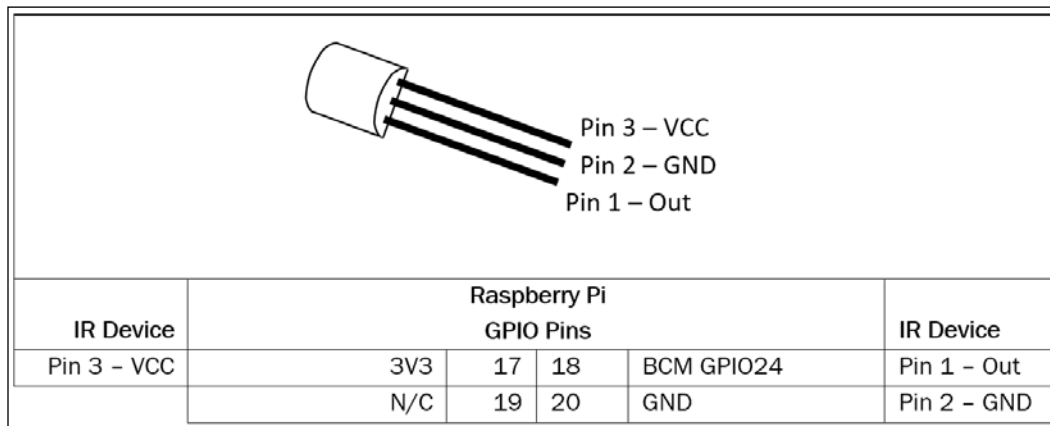 Pin 3 – VCC
Pin 2 – GND
Pin 1 – Out
Raspberry Pi
IR Device GPIO Pins IR Device
Pin 3 – VCC 3V3 17 18 BCM GPIO24 Pin 1 – Out
N/C 19 20 GND Pin 2 – GND